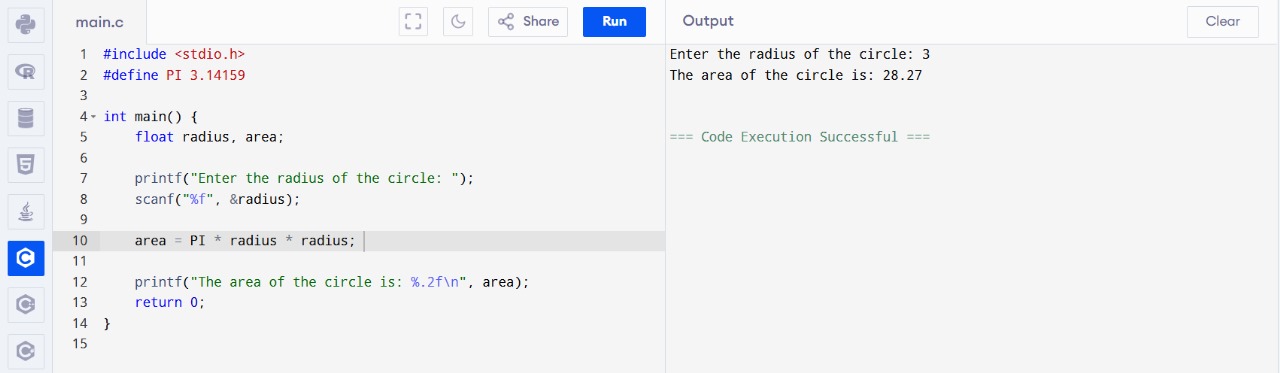 main.c
Share
Run
Output
Clear
1 #include <stdio.h>
2 #define PI 3.14159
3
4 int main() {
5     float radius, area;
6
7     printf("Enter the radius of the circle: ");
8     scanf("%f", &radius);
9
10     area = PI * radius * radius;
11
12     printf("The area of the circle is: %.2f\n", area);
13     return 0;
14 }
15
Enter the radius of the circle: 3
The area of the circle is: 28.27
=== Code Execution Successful ===